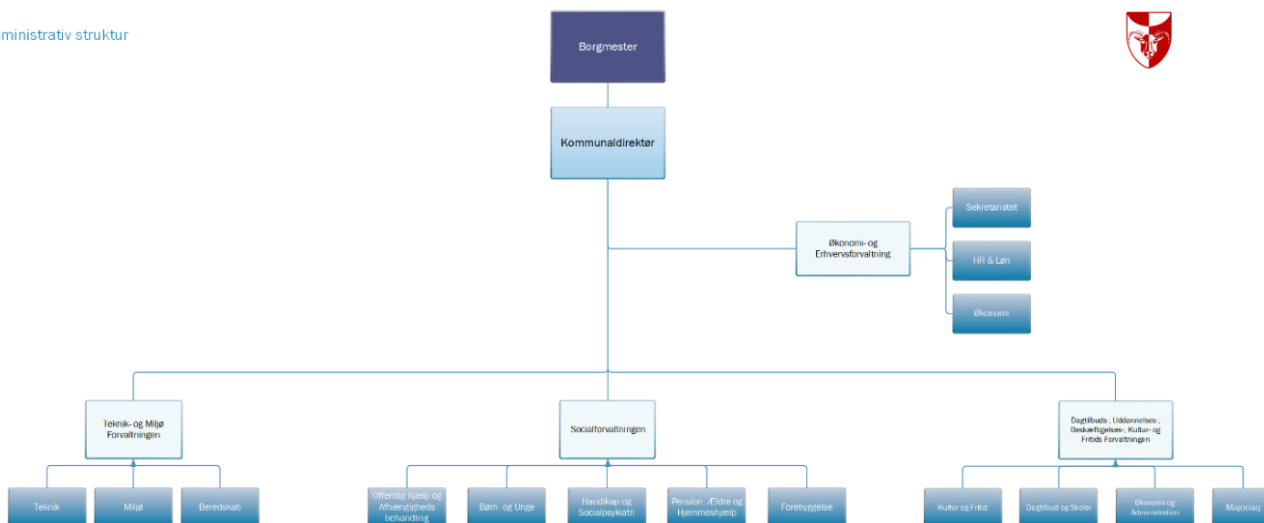 ministrativ struktur
Borgmester
Kommunaldirektør
Sekretariatet
Økonomi- og
Erhvervsforvaltning
HR & Løn
Økonomi
Teknik- og Miljø
Forvaltningen
Socialforvaltningen
Dagtilbuds-, Uddannelses-,
Beskæftigelses-, Kultur- og
Fritids Forvaltningen
Teknik
Miljø
Beredskab
Offentlig hjælp og
Afhængigheds
behandling
Børn- og Unge
Handikap og
Socialpsykatri
Pension, Ældre og
Hjemmeshjælp
Forebyggelse
Kultur og Fritid
Dagtilbud og Skoler
Økonomi og
Administration
Majoriaq